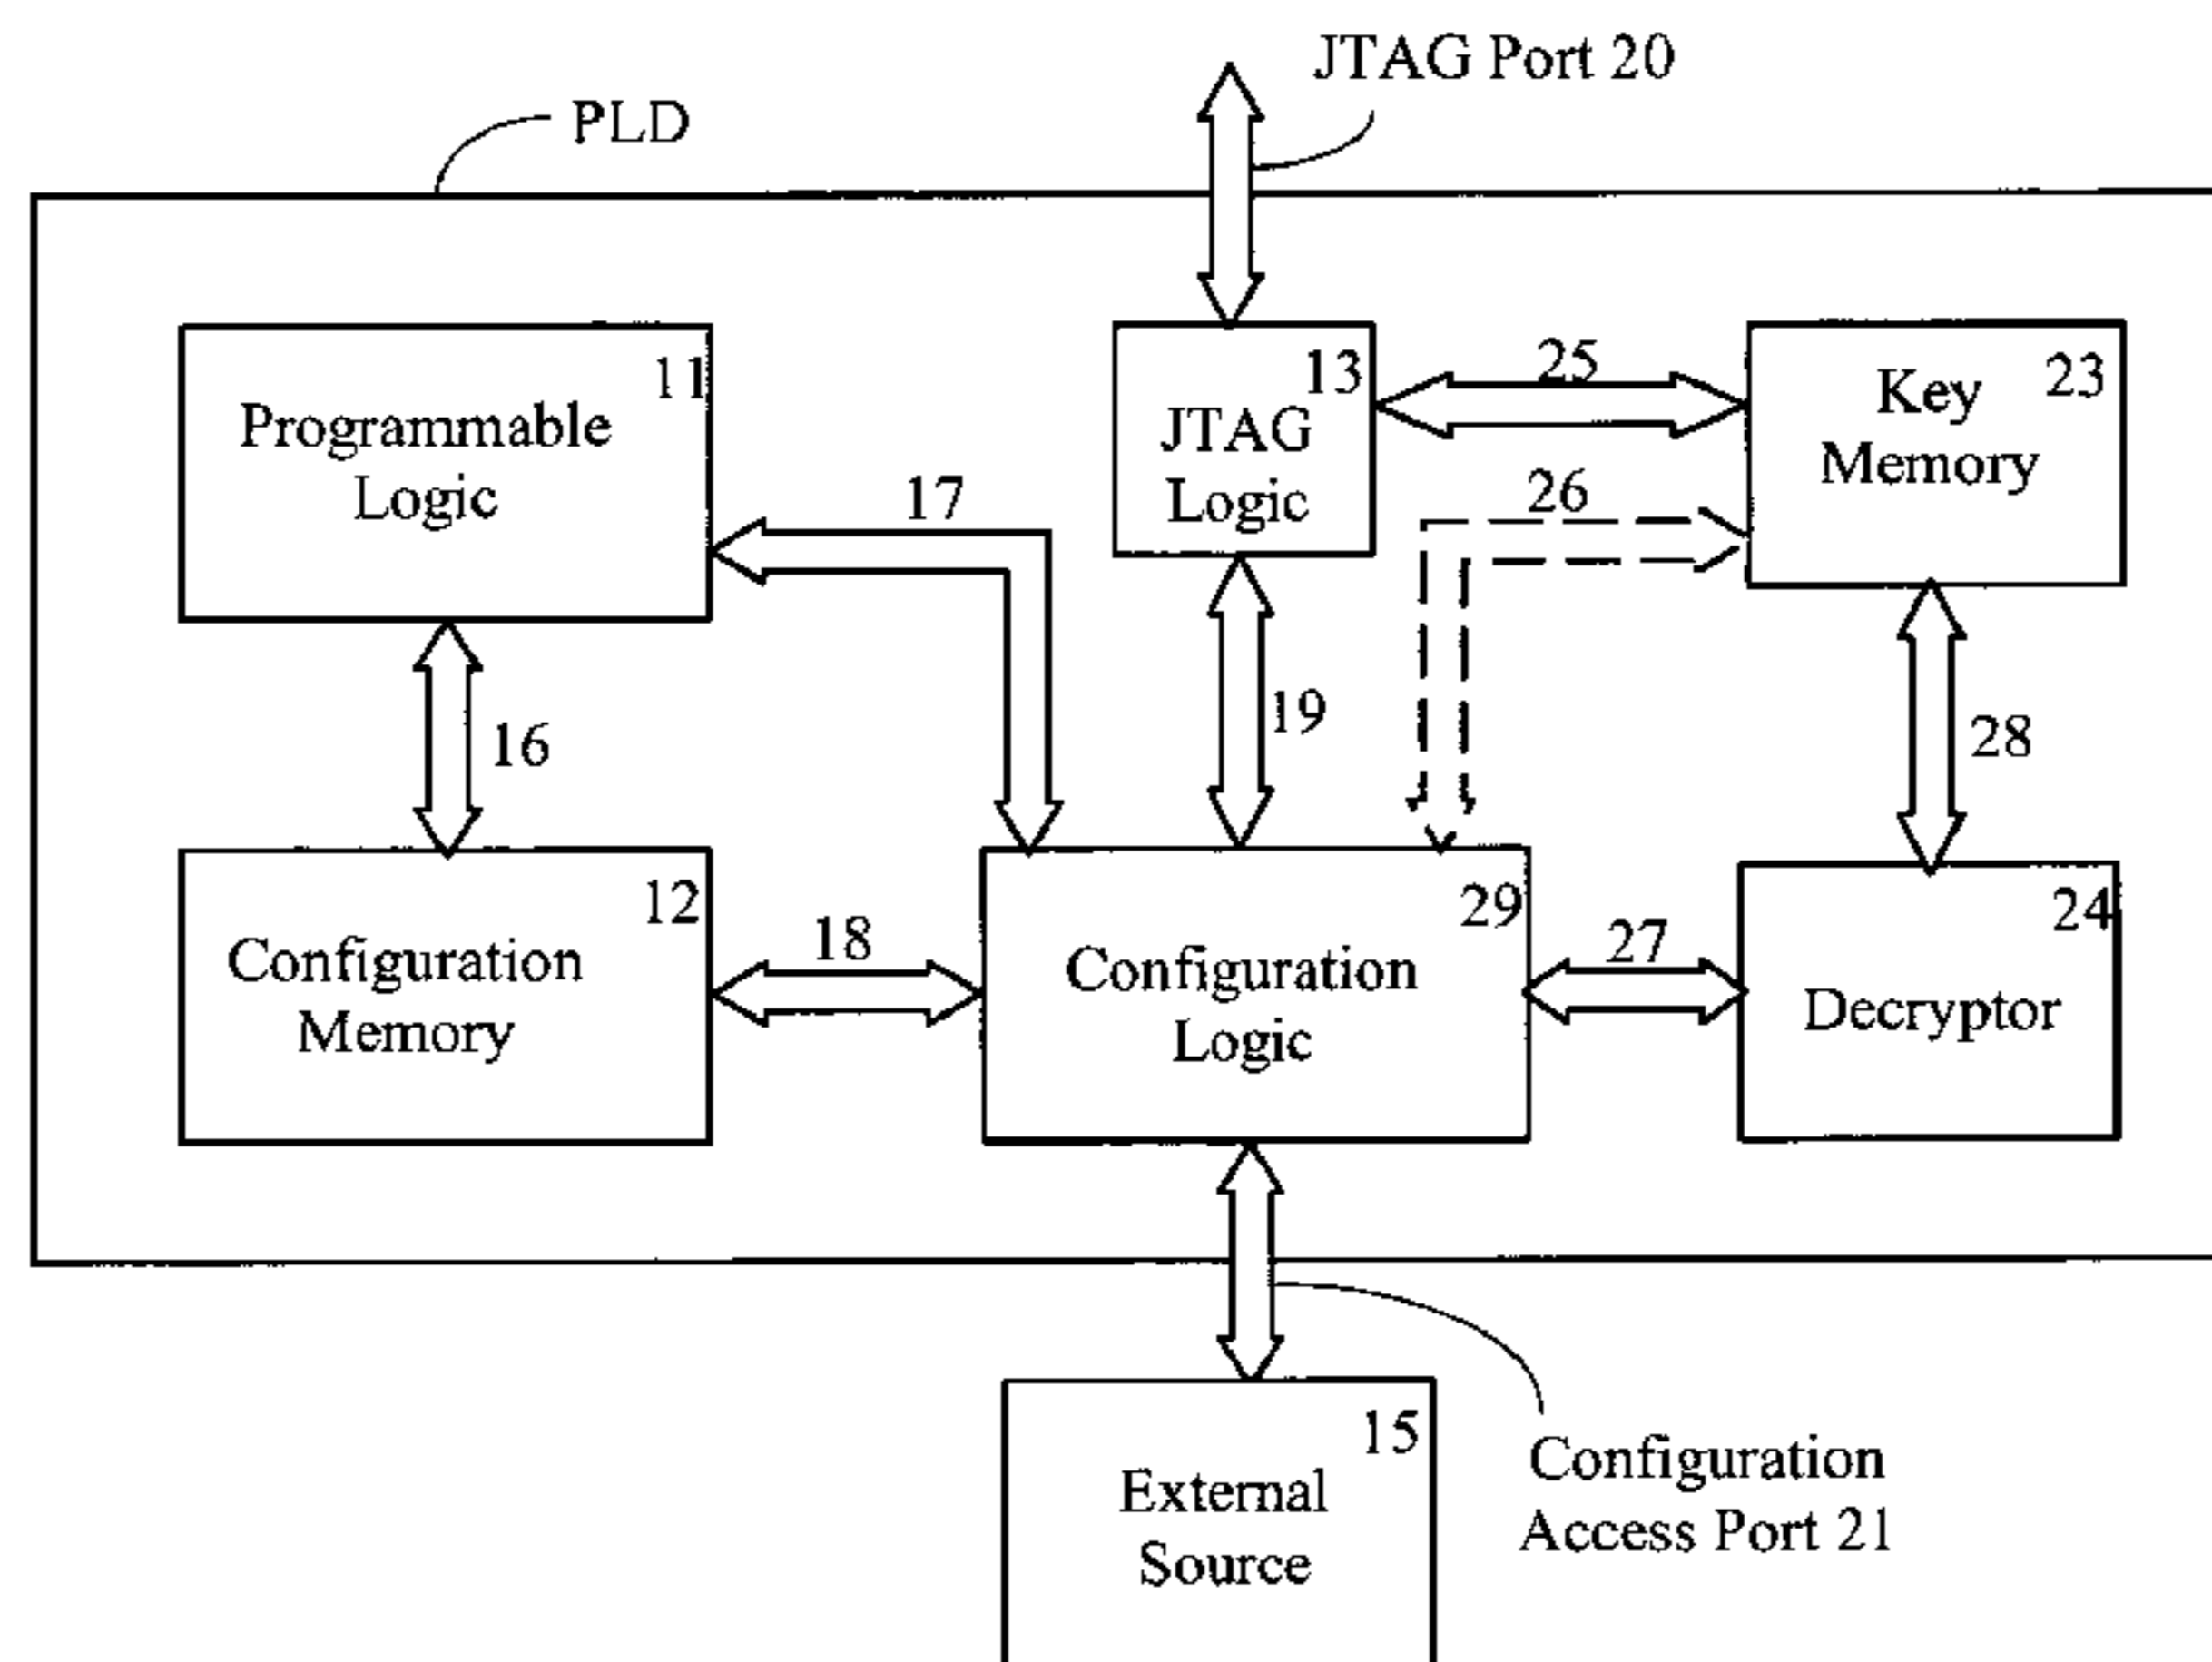 JTAG Port 20
PLD
11
Programmable
Logic
13
JTAG
Logic
25
23
Key
Memory
17
26
16
19
28
12
Configuration
Memory
18
29
Configuration
Logic
27
24
Decryptor
15
External
Source
Configuration
Access Port 21